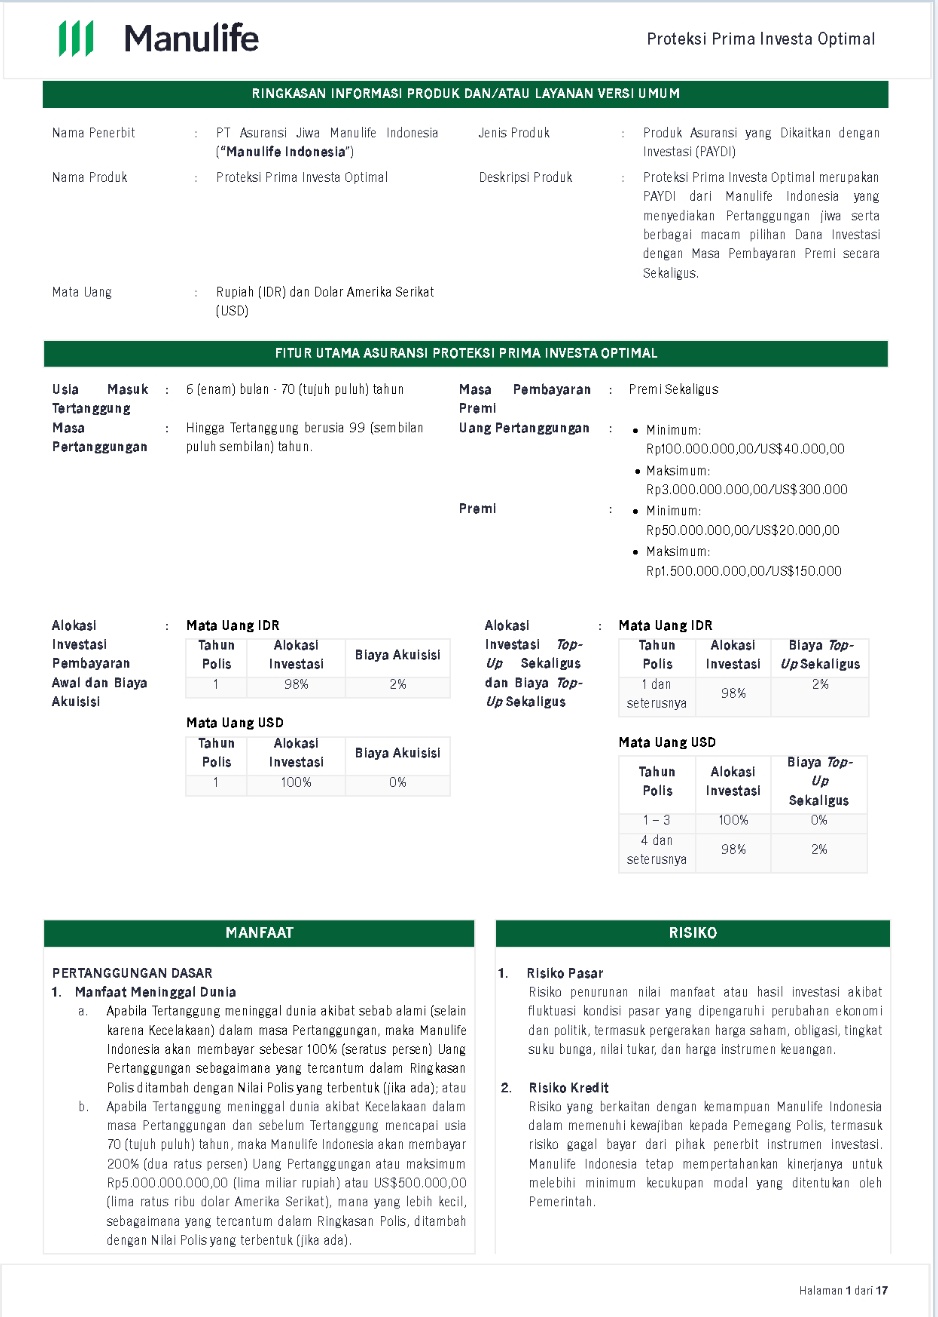 Manulife
Proteksi Prima Investa Optimal
RINGKASAN INFORMASI PRODUK DAN/ATAU LAYANAN VERSI UMUM
Nama Penerbit : PT Asuransi Jiwa Manulife Indonesia
("Manulife Indonesia")
Jenis Produk : Produk Asuransi yang Dikaitkan dengan
Investasi (PAYDI)
Nama Produk : Proteksi Prima Investa Optimal
Deskripsi Produk : Proteksi Prima Investa Optimal merupakan
PAYDI dari Manulife Indonesia yang
menyediakan Pertanggungan jiwa serta
berbagai macam pilihan Dana Investasi
dengan Masa Pembayaran Premi secara
Sekaligus.
Mata Uang : Rupiah (IDR) dan Dolar Amerika Serikat
(USD)
FITUR UTAMA ASURANSI PROTEKSI PRIMA INVESTA OPTIMAL
Usia Masuk : 6 (enam) bulan - 70 (tujuh puluh) tahun
Tertanggung
Masa : Hingga Tertanggung berusia 99 (sembilan
Pertanggungan puluh sembilan) tahun.
Masa Pembayaran : Premi Sekaligus
Premi
Uang Pertanggungan : • Minimum:
Rp100.000.000,00/US$40.000,00
• Maksimum:
Rp3.000.000.000,00/US$300.000
Premi : • Minimum:
Rp50.000.000,00/US$20.000,00
• Maksimum:
Rp1.500.000.000,00/US$150.000
Alokasi :
Investasi
Pembayaran
Awal dan Biaya
Akuisisi
Mata Uang IDR
Tahun Alokasi Biaya Akuisisi
Polis Investasi
1 98% 2%
Mata Uang USD
Tahun Alokasi Biaya Akuisisi
Polis Investasi
1 100% 0%
Alokasi :
Investasi Top-
Up Sekaligus
dan Biaya Top-
Up Sekaligus
Mata Uang IDR
Tahun Alokasi Biaya Top-
Polis Investasi Up Sekaligus
1 dan 98% 2%
seterusnya
Mata Uang USD
Tahun Alokasi Biaya Top-
Polis Investasi Up
Sekaligus
1 – 3 100% 0%
4 dan 98% 2%
seterusnya
MANFAAT
PERTANGGUNGAN DASAR
1. Manfaat Meninggal Dunia
a. Apabila Tertanggung meninggal dunia akibat sebab alami (selain
karena Kecelakaan) dalam masa Pertanggungan, maka Manulife
Indonesia akan membayar sebesar 100% (seratus persen) Uang
Pertanggungan sebagaimana yang tercantum dalam Ringkasan
Polis ditambah dengan Nilai Polis yang terbentuk (jika ada); atau
b. Apabila Tertanggung meninggal dunia akibat Kecelakaan dalam
masa Pertanggungan dan sebelum Tertanggung mencapai usia
70 (tujuh puluh) tahun, maka Manulife Indonesia akan membayar
200% (dua ratus persen) Uang Pertanggungan atau maksimum
Rp5.000.000.000,00 (lima miliar rupiah) atau US$500.000,00
(lima ratus ribu dolar Amerika Serikat), mana yang lebih kecil,
sebagaimana yang tercantum dalam Ringkasan Polis, ditambah
dengan Nilai Polis yang terbentuk (jika ada).
RISIKO
1. Risiko Pasar
Risiko penurunan nilai manfaat atau hasil investasi akibat
fluktuasi kondisi pasar yang dipengaruhi perubahan ekonomi
dan politik, termasuk pergerakan harga saham, obligasi, tingkat
suku bunga, nilai tukar, dan harga instrumen keuangan.
2. Risiko Kredit
Risiko yang berkaitan dengan kemampuan Manulife Indonesia
dalam memenuhi kewajiban kepada Pemegang Polis, termasuk
risiko gagal bayar dari pihak penerbit instrumen investasi.
Manulife Indonesia tetap mempertahankan kinerjanya untuk
melebihi minimum kecukupan modal yang ditentukan oleh
Pemerintah.
Halaman 1 dari 17